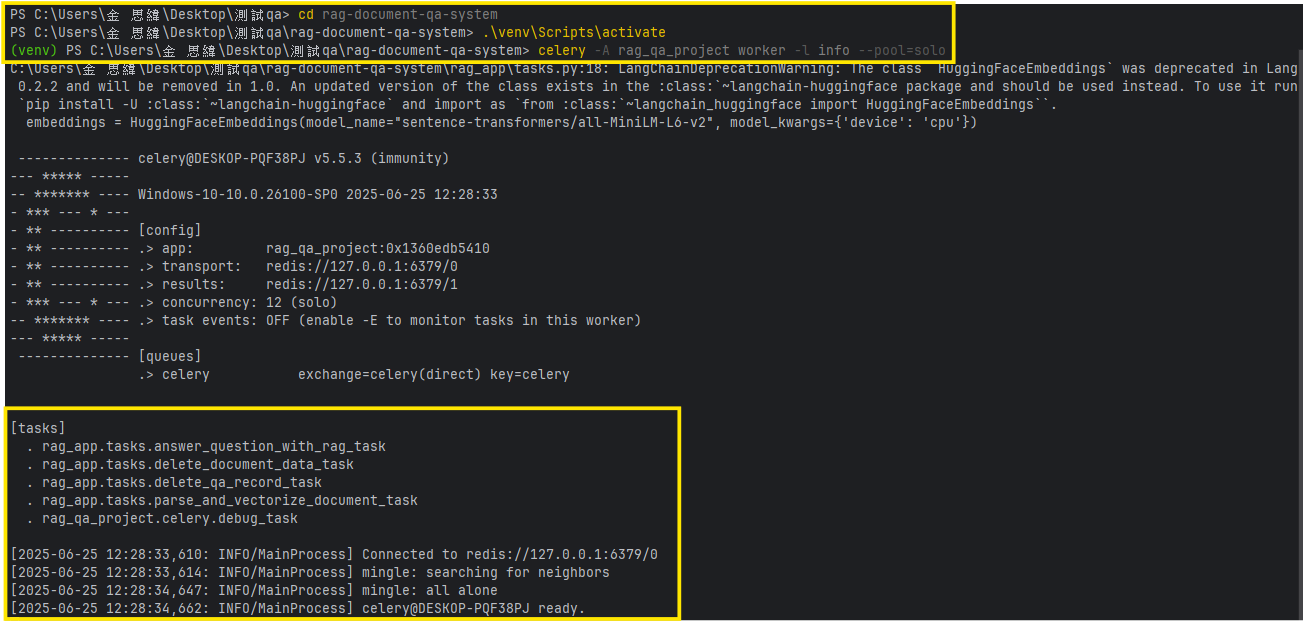 PS C:\Users\金 思緯\Desktop\測試qa> cd rag-document-qa-system
PS C:\Users\金 思緯\Desktop\測試qa\rag-document-qa-system> .\venv\Scripts\activate
(venv) PS C:\Users\金 思緯\Desktop\測試qa\rag-document-qa-system> celery -A rag_qa_project worker -l info --pool=solo
C:\Users\金 思緯\Desktop\測試qa\rag-document-qa-system\rag_app\tasks.py:18: LangChainDeprecationWarning: The class `HuggingFaceEmbeddings` was deprecated in Lang
0.2.2 and will be removed in 1.0. An updated version of the class exists in the :class:`~langchain-huggingface package and should be used instead. To use it run
`pip install -U :class:`~langchain-huggingface` and import as `from :class:`~langchain_huggingface import HuggingFaceEmbeddings``.
embeddings = HuggingFaceEmbeddings(model_name="sentence-transformers/all-MiniLM-L6-v2", model_kwargs={'device': 'cpu'})
-------------- celery@DESKOP-PQF38PJ v5.5.3 (immunity)
--- ***** -----
-- ******* ---- Windows-10-10.0.26100-SP0 2025-06-25 12:28:33
- *** --- * ---
- ** ---------- [config]
- ** ---------- .> app: rag_qa_project:0x1360edb5410
- ** ---------- .> transport: redis://127.0.0.1:6379/0
- ** ---------- .> results: redis://127.0.0.1:6379/1
- *** --- * --- .> concurrency: 12 (solo)
-- ******* ---- .> task events: OFF (enable -E to monitor tasks in this worker)
--- ***** -----
-------------- [queues]
.> celery exchange=celery(direct) key=celery
[tasks]
. rag_app.tasks.answer_question_with_rag_task
. rag_app.tasks.delete_document_data_task
. rag_app.tasks.delete_qa_record_task
. rag_app.tasks.parse_and_vectorize_document_task
. rag_qa_project.celery.debug_task
[2025-06-25 12:28:33,610: INFO/MainProcess] Connected to redis://127.0.0.1:6379/0
[2025-06-25 12:28:33,614: INFO/MainProcess] mingle: searching for neighbors
[2025-06-25 12:28:34,647: INFO/MainProcess] mingle: all alone
[2025-06-25 12:28:34,662: INFO/MainProcess] celery@DESKOP-PQF38PJ ready.